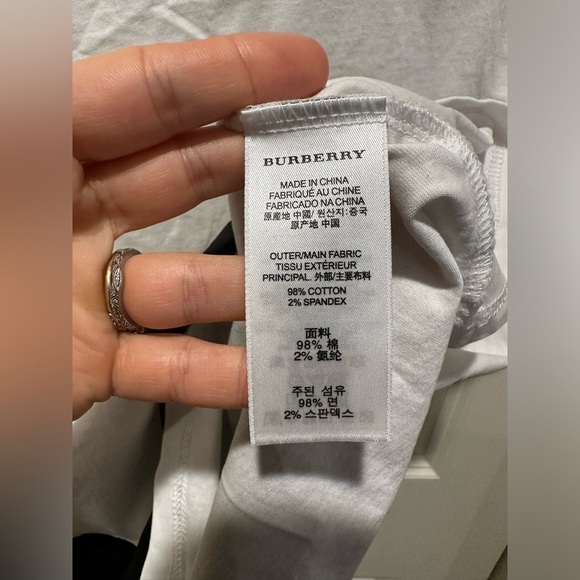 BURBERRY
MADE IN CHINA
FABRIQUÉ AU CHINE
FABRICADO NA CHINA
原產地 中國/ 원산지: 중국
原产地 中国
OUTER/MAIN FABRIC
TISSU EXTÉRIEUR
PRINCIPAL. 外部/主要布料
98% COTTON
2% SPANDEX
面料
98% 棉
2% 氨纶
주된 섬유
98% 면
2% 스판덱스